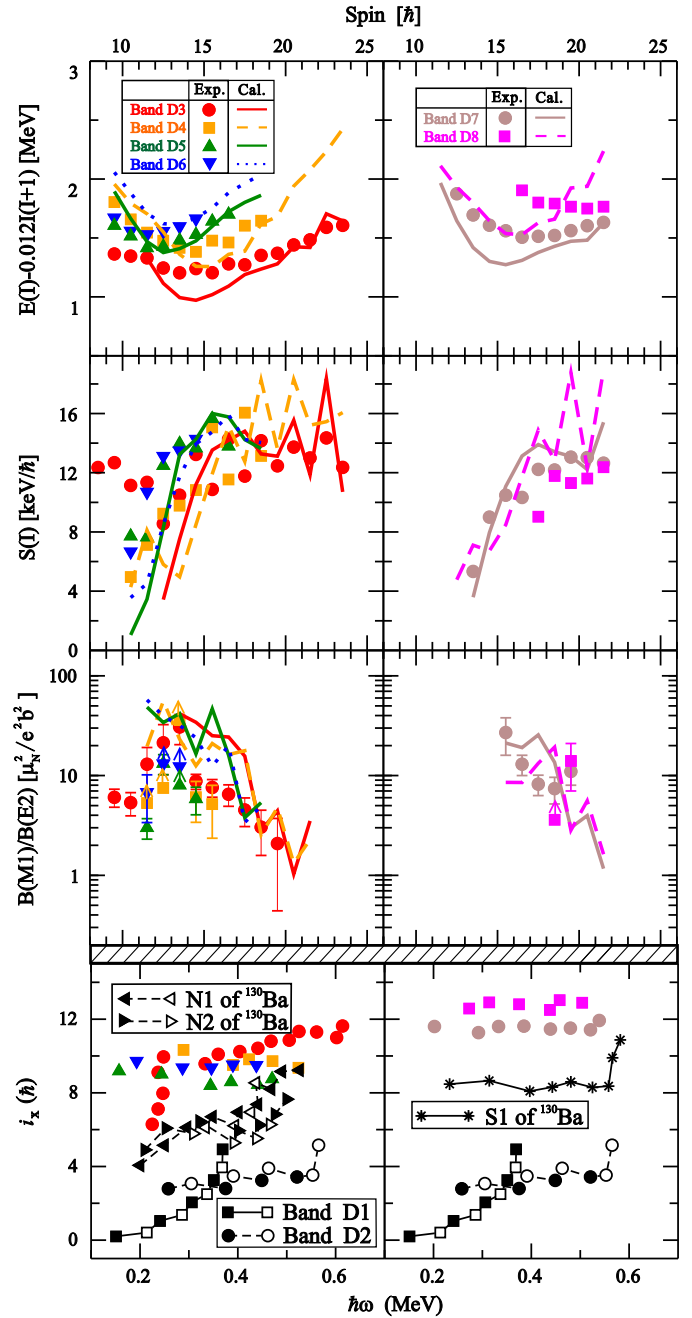 Spin [ħ]
10 15 20 25 10 15 20 25
3
2
1
E(I)-0.012I(I+1) [MeV]
Exp. Cal.
Band D3
Band D4
Band D5
Band D6
Exp. Cal.
Band D7
Band D8
16
12
8
4
0
S(I) [keV/ħ]
100
10
1
B(M1)/B(E2) [μ²N/e²b²]
12
8
4
0
iₓ (ħ)
N1 of ¹³⁰Ba
N2 of ¹³⁰Ba
S1 of ¹³⁰Ba
Band D1
Band D2
0.2 0.4 0.6 0.2 0.4 0.6 0.8
ħω (MeV)